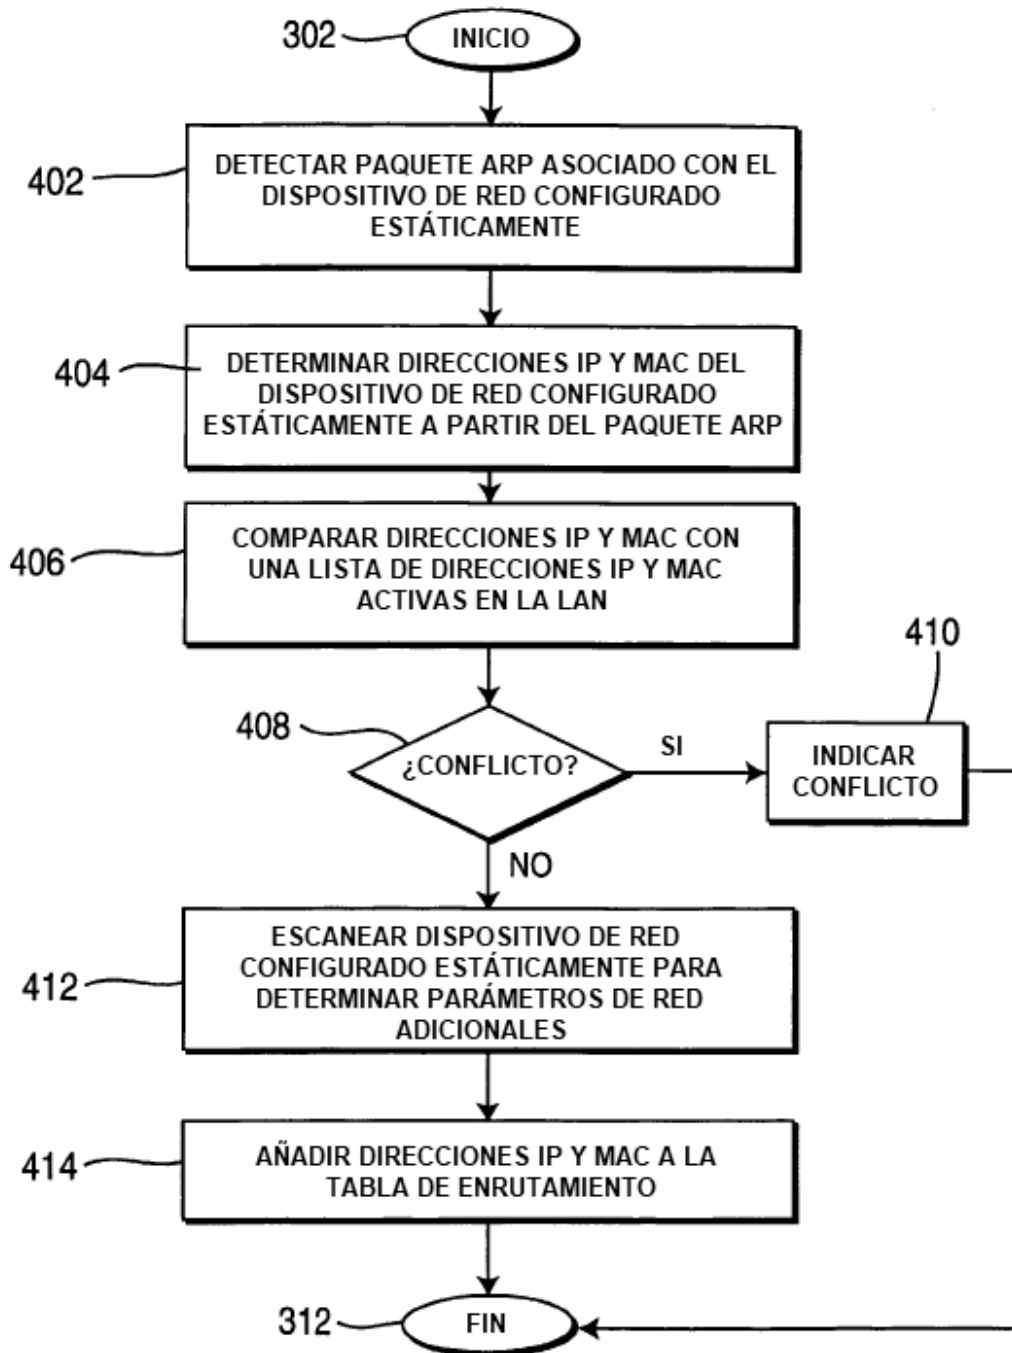 302
INICIO
402
DETECTAR PAQUETE ARP ASOCIADO CON EL
DISPOSITIVO DE RED CONFIGURADO
ESTÁTICAMENTE
404
DETERMINAR DIRECCIONES IP Y MAC DEL
DISPOSITIVO DE RED CONFIGURADO
ESTÁTICAMENTE A PARTIR DEL PAQUETE ARP
406
COMPARAR DIRECCIONES IP Y MAC CON
UNA LISTA DE DIRECCIONES IP Y MAC
ACTIVAS EN LA LAN
408
¿CONFLICTO?
SI
410
INDICAR
CONFLICTO
NO
412
ESCANEAR DISPOSITIVO DE RED
CONFIGURADO ESTÁTICAMENTE PARA
DETERMINAR PARÁMETROS DE RED
ADICIONALES
414
AÑADIR DIRECCIONES IP Y MAC A LA
TABLA DE ENRUTAMIENTO
312
FIN